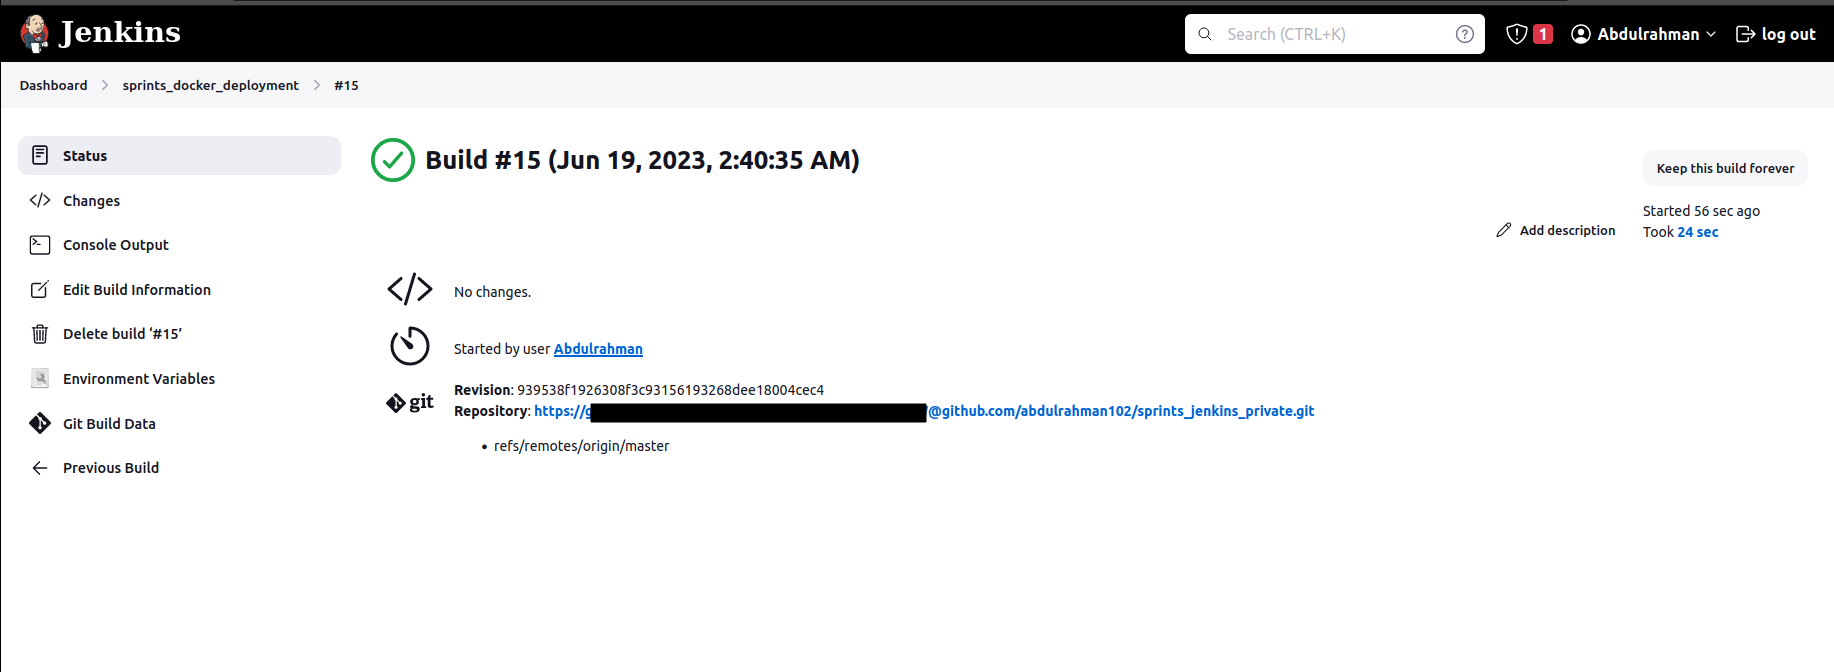 Jenkins
Search (CTRL+K)
1
Abdulrahman
log out
Dashboard
sprints_docker_deployment
#15
Status
Changes
Console Output
Edit Build Information
Delete build ‘#15’
Environment Variables
Git Build Data
Previous Build
Build #15 (Jun 19, 2023, 2:40:35 AM)
Keep this build forever
Add description
Started 56 sec ago
Took 24 sec
No changes.
Started by user Abdulrahman
git
Revision: 939538f1926308f3c93156193268dee18004cec4
Repository: https://g @github.com/abdulrahman102/sprints_jenkins_private.git
• refs/remotes/origin/master